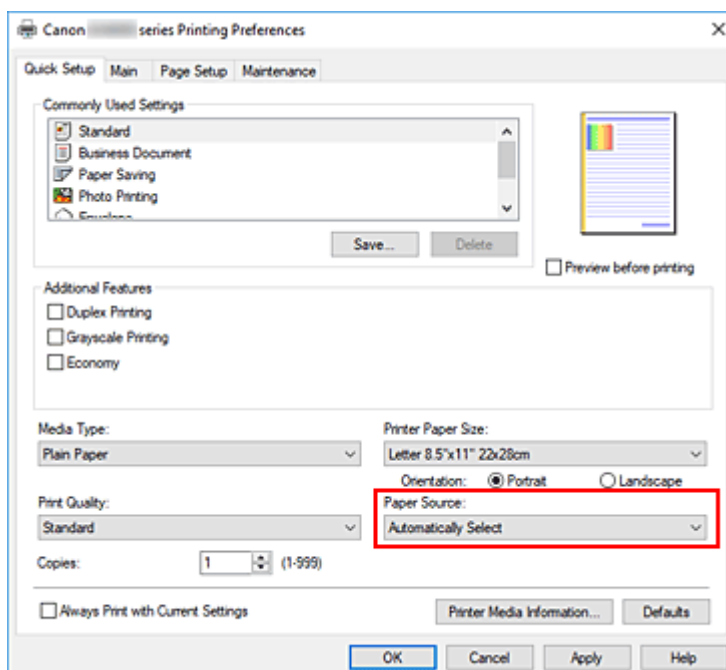 Canon series Printing Preferences
Quick Setup Main Page Setup Maintenance
Commonly Used Settings
Standard
Business Document
Paper Saving
Photo Printing
Envelope
Save... Delete
Preview before printing
Additional Features
Duplex Printing
Grayscale Printing
Economy
Media Type: Printer Paper Size:
Plain Paper Letter 8.5"x11" 22x28cm
Orientation: Portrait Landscape
Print Quality: Paper Source:
Standard Automatically Select
Copies: 1 (1-999)
Always Print with Current Settings Printer Media Information... Defaults
OK Cancel Apply Help